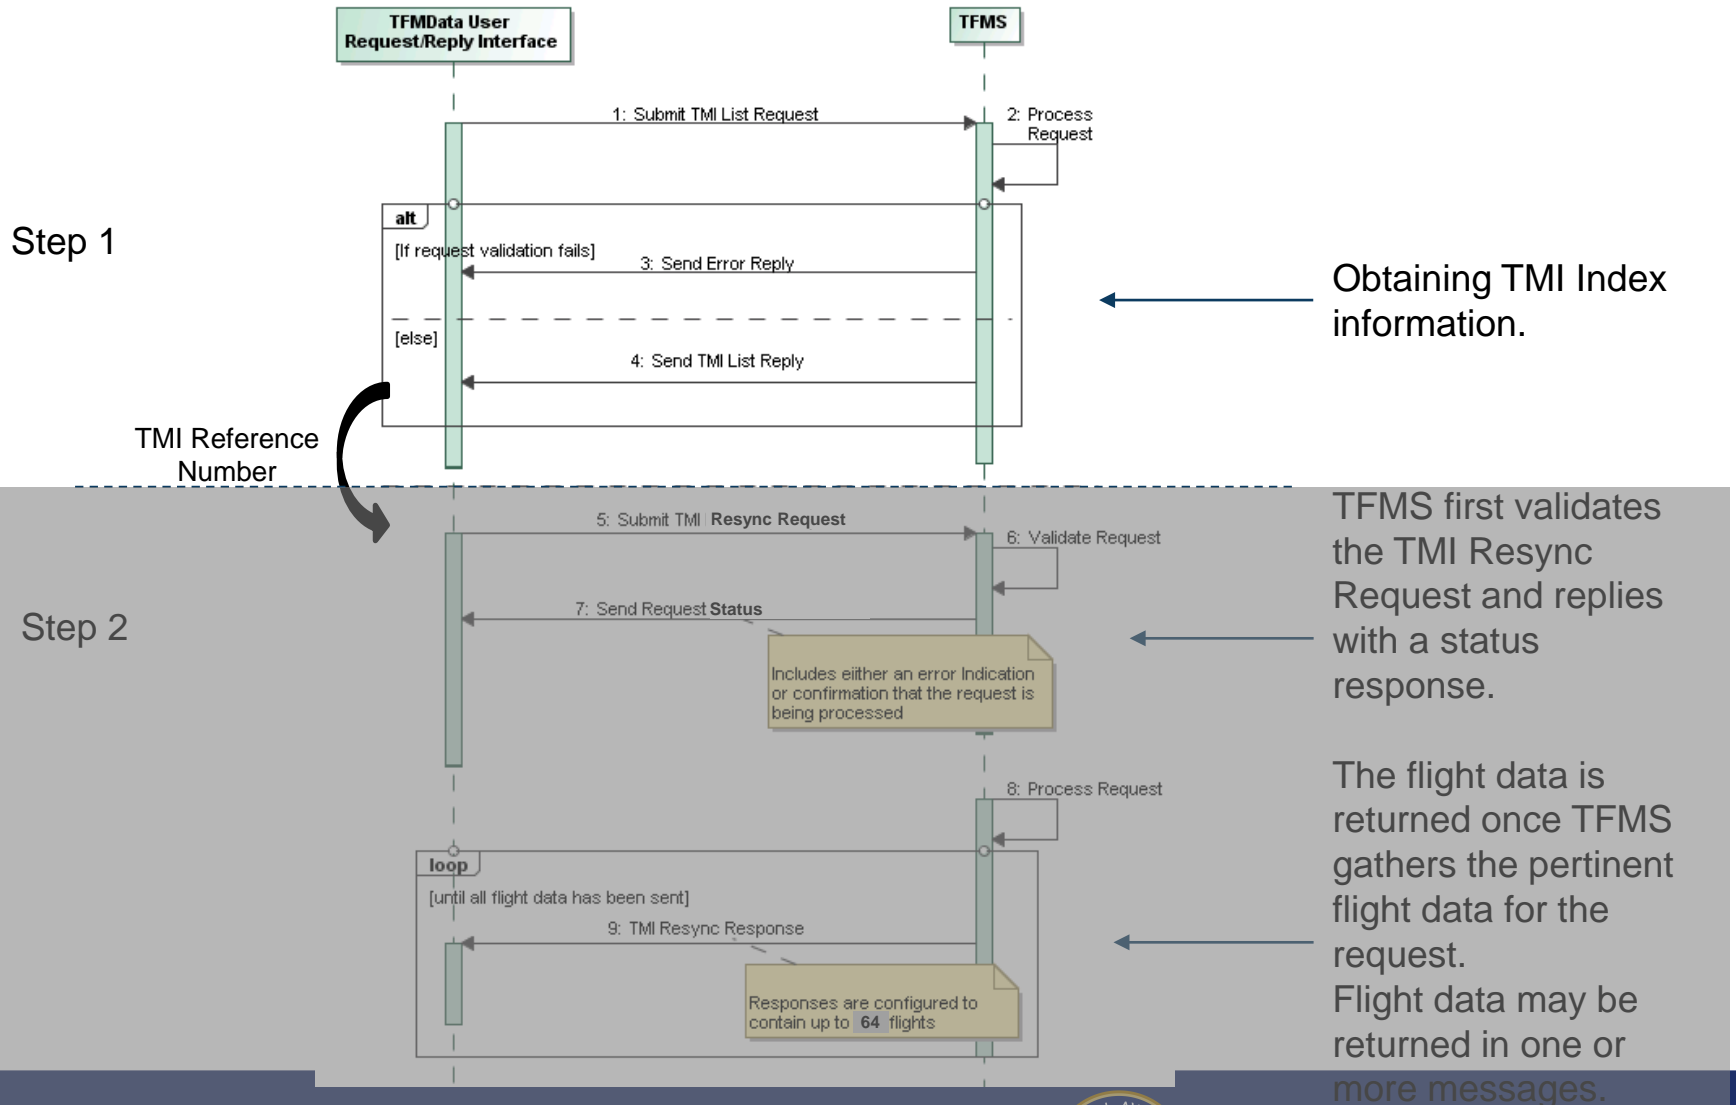 TFMData User
Request/Reply Interface
TFMS
1: Submit TMI List Request
2: Process
Request
alt
[If request validation fails]
3: Send Error Reply
[else]
4: Send TMI List Reply
Step 1
Obtaining TMI Index
information.
TMI Reference
Number
5: Submit TMI Resync Request
6: Validate Request
7: Send Request Status
Includes eiither an error Indication
or confirmation that the request is
being processed
Step 2
TFMS first validates
the TMI Resync
Request and replies
with a status
response.
8: Process Request
loop
[until all flight data has been sent]
9: TMI Resync Response
Responses are configured to
contain up to 64 flights
The flight data is
returned once TFMS
gathers the pertinent
flight data for the
request.
Flight data may be
returned in one or
more messages.